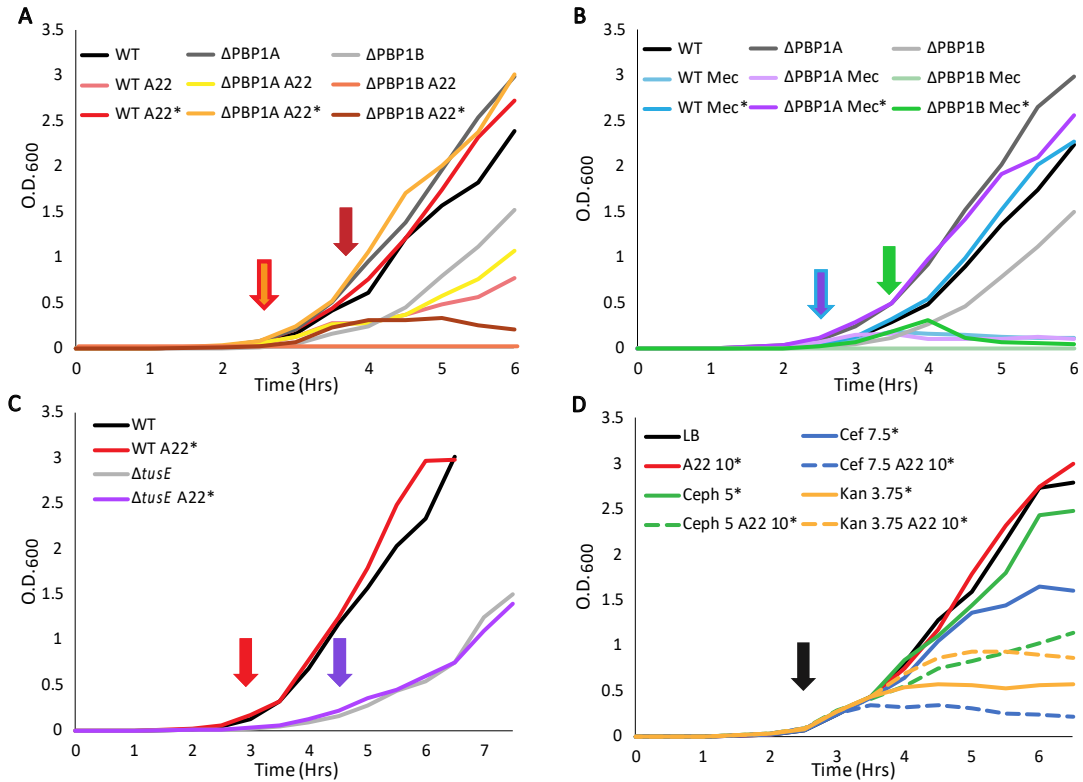 A
WT ΔPBP1A ΔPBP1B
WT A22 ΔPBP1A A22 ΔPBP1B A22
WT A22* ΔPBP1A A22* ΔPBP1B A22*
O.D.600
3.5
3
2.5
2
1.5
1
0.5
0
0 1 2 3 4 5 6
Time (Hrs)
B
WT ΔPBP1A ΔPBP1B
WT Mec ΔPBP1A Mec ΔPBP1B Mec
WT Mec* ΔPBP1A Mec* ΔPBP1B Mec*
O.D.600
3.5
3
2.5
2
1.5
1
0.5
0
0 1 2 3 4 5 6
Time (Hrs)
C
WT
WT A22*
ΔtusE
ΔtusE A22*
O.D.600
3.5
3
2.5
2
1.5
1
0.5
0
0 1 2 3 4 5 6 7
Time (Hrs)
D
LB Cef 7.5*
A22 10* Cef 7.5 A22 10*
Ceph 5* Kan 3.75*
Ceph 5 A22 10* Kan 3.75 A22 10*
O.D.600
3.5
3
2.5
2
1.5
1
0.5
0
0 1 2 3 4 5 6
Time (Hrs)